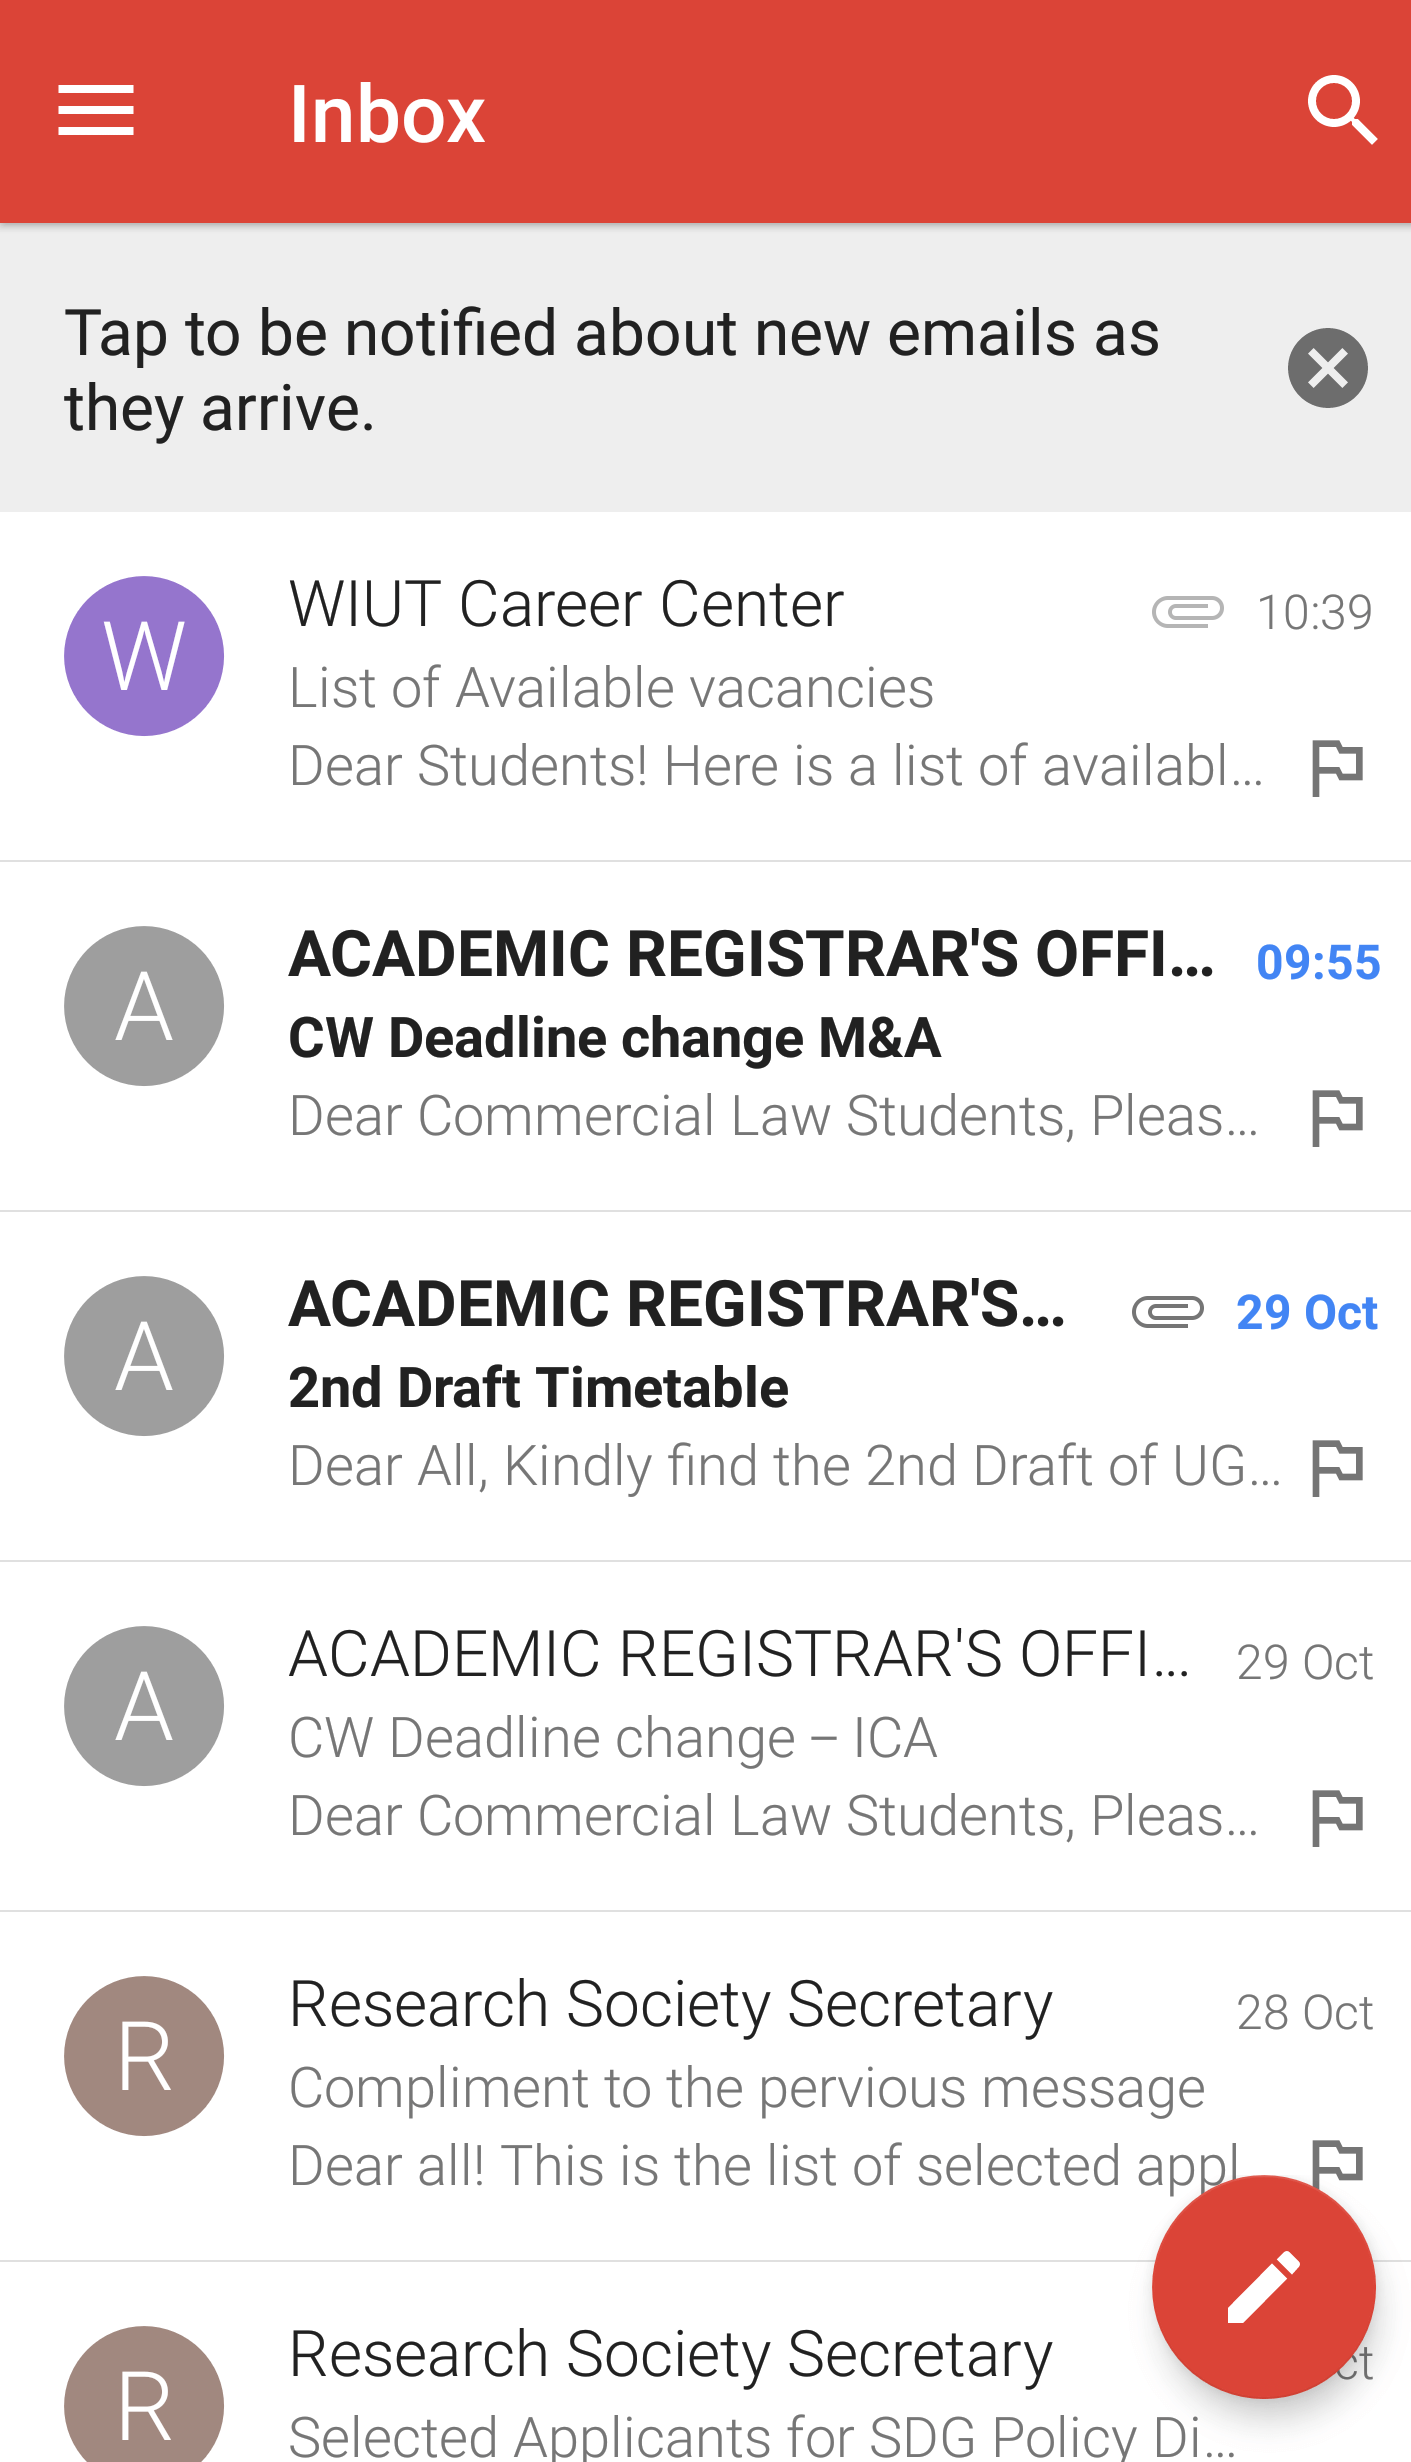 Inbox
Tap to be notified about new emails as
they arrive.
W
WIUT Career Center
10:39
List of Available vacancies
Dear Students! Here is a list of availabl...
A
ACADEMIC REGISTRAR'S OFFI...
09:55
CW Deadline change M&A
Dear Commercial Law Students, Pleas...
A
ACADEMIC REGISTRAR'S...
29 Oct
2nd Draft Timetable
Dear All, Kindly find the 2nd Draft of UG...
A
ACADEMIC REGISTRAR'S OFFI...
29 Oct
CW Deadline change – ICA
Dear Commercial Law Students, Pleas...
R
Research Society Secretary
28 Oct
Compliment to the pervious message
Dear all! This is the list of selected appl
R
Research Society Secretary
Selected Applicants for SDG Policy Di...